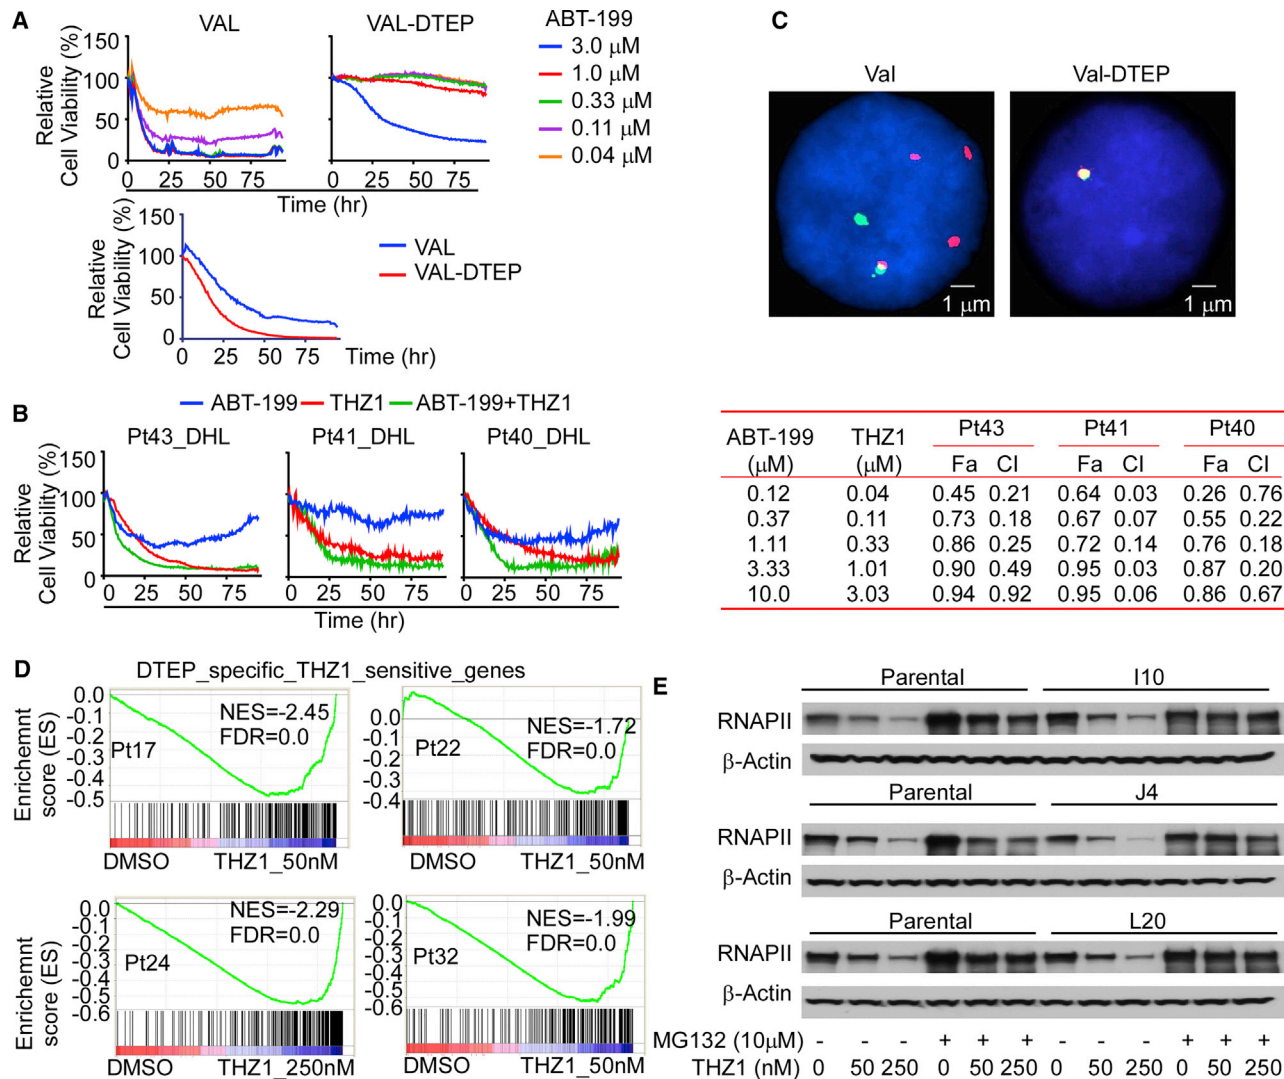 A
VAL
VAL-DTEP
ABT-199
3.0 μM
1.0 μM
0.33 μM
0.11 μM
0.04 μM
Relative
Cell Viability (%)
150
100
50
0
0 25 50 75
0 25 50 75
Time (hr)
Relative
Cell Viability (%)
150
100
50
0
0 25 50 75
Time (hr)
VAL
VAL-DTEP
C
Val
Val-DTEP
1 μm
1 μm
B
ABT-199 THZ1 ABT-199+THZ1
Pt43_DHL Pt41_DHL Pt40_DHL
Relative
Cell Viability (%)
150
100
50
0
0 25 50 75
0 25 50 75
0 25 50 75
Time (hr)
ABT-199 THZ1 Pt43 Pt41 Pt40
(μM) (μM) Fa CI Fa CI Fa CI
0.12 0.04 0.45 0.21 0.64 0.03 0.26 0.76
0.37 0.11 0.73 0.18 0.67 0.07 0.55 0.22
1.11 0.33 0.86 0.25 0.72 0.14 0.76 0.18
3.33 1.01 0.90 0.49 0.95 0.03 0.87 0.20
10.0 3.03 0.94 0.92 0.95 0.06 0.86 0.67
D
DTEP_specific_THZ1_sensitive_genes
Enrichemnt
score (ES)
0.0
-0.1
-0.2
-0.3
-0.4
-0.5
NES=-2.45
FDR=0.0
Pt17
DMSO THZ1_50nM
0.0
-0.1
-0.2
-0.3
-0.4
NES=-1.72
FDR=0.0
Pt22
DMSO THZ1_50nM
Enrichemnt
score (ES)
0.0
-0.1
-0.2
-0.3
-0.4
-0.5
-0.6
NES=-2.29
FDR=0.0
Pt24
DMSO THZ1_250nM
0.0
-0.1
-0.2
-0.3
-0.4
-0.5
-0.6
NES=-1.99
FDR=0.0
Pt32
DMSO THZ1_50nM
E
Parental I10
RNAPII
β-Actin
Parental J4
RNAPII
β-Actin
Parental L20
RNAPII
β-Actin
MG132 (10μM) - - - + + + - - - + + +
THZ1 (nM) 0 50 250 0 50 250 0 50 250 0 50 250